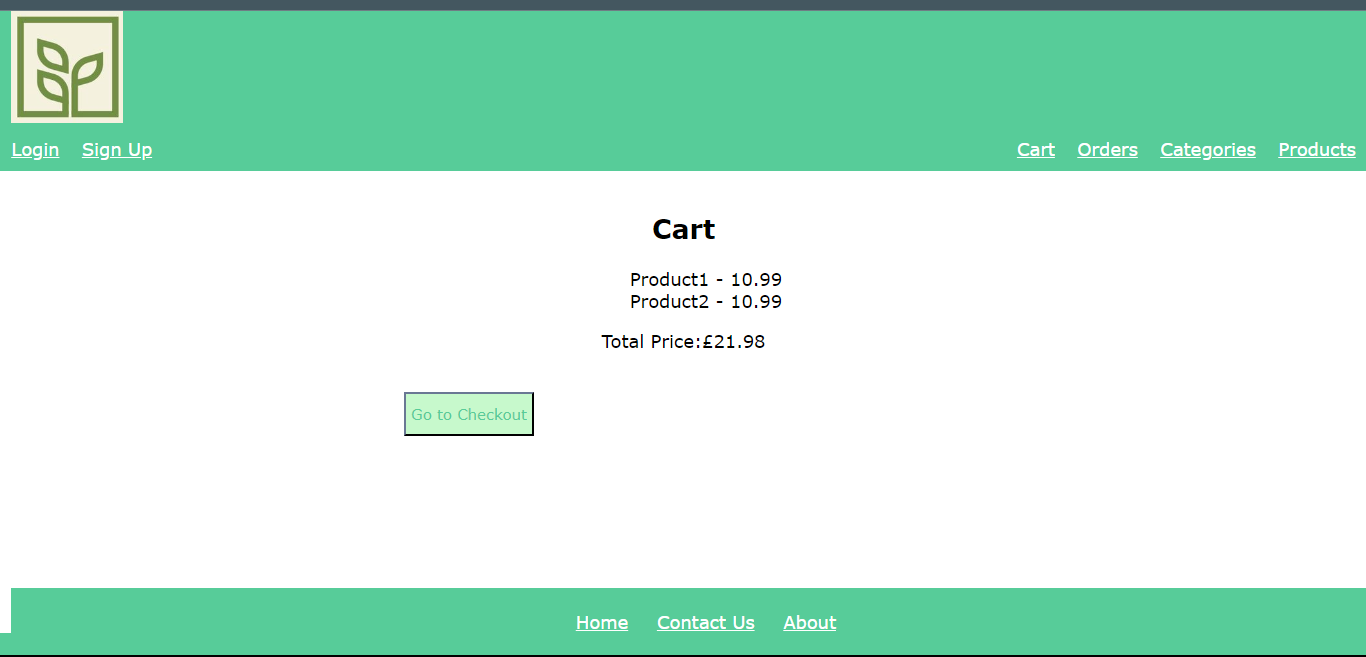 Login Sign Up Cart Orders Categories Products
Cart
Product1 - 10.99
Product2 - 10.99
Total Price:£21.98
Go to Checkout
Home Contact Us About